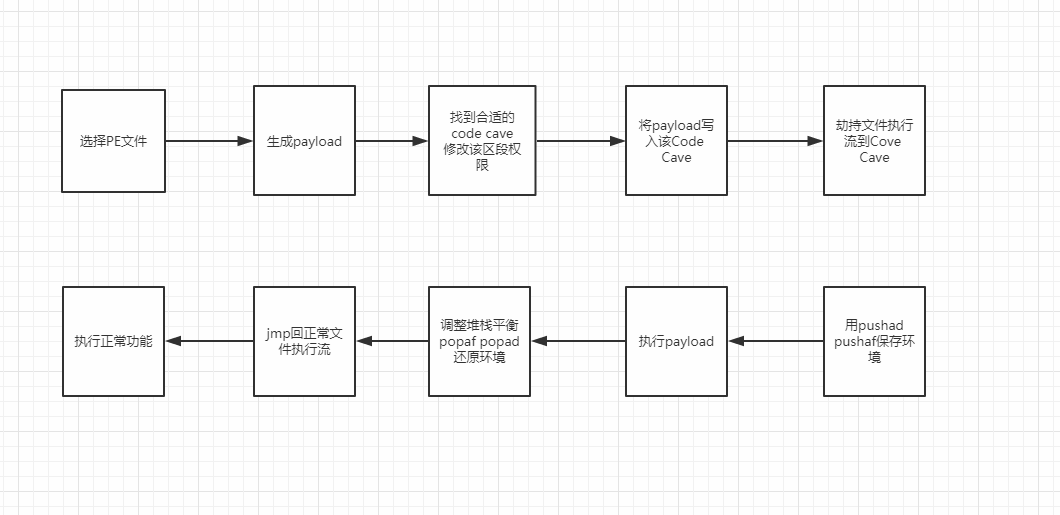 选择PE文件
生成payload
找到合适的
code cave
修改该区段权
限
将payload写
入该Code
Cave
劫持文件执行
流到Cove
Cave
执行正常功能
jmp回正常文
件执行流
调整堆栈平衡
popaf popad
还原环境
执行payload
用pushad
pushaf保存环
境